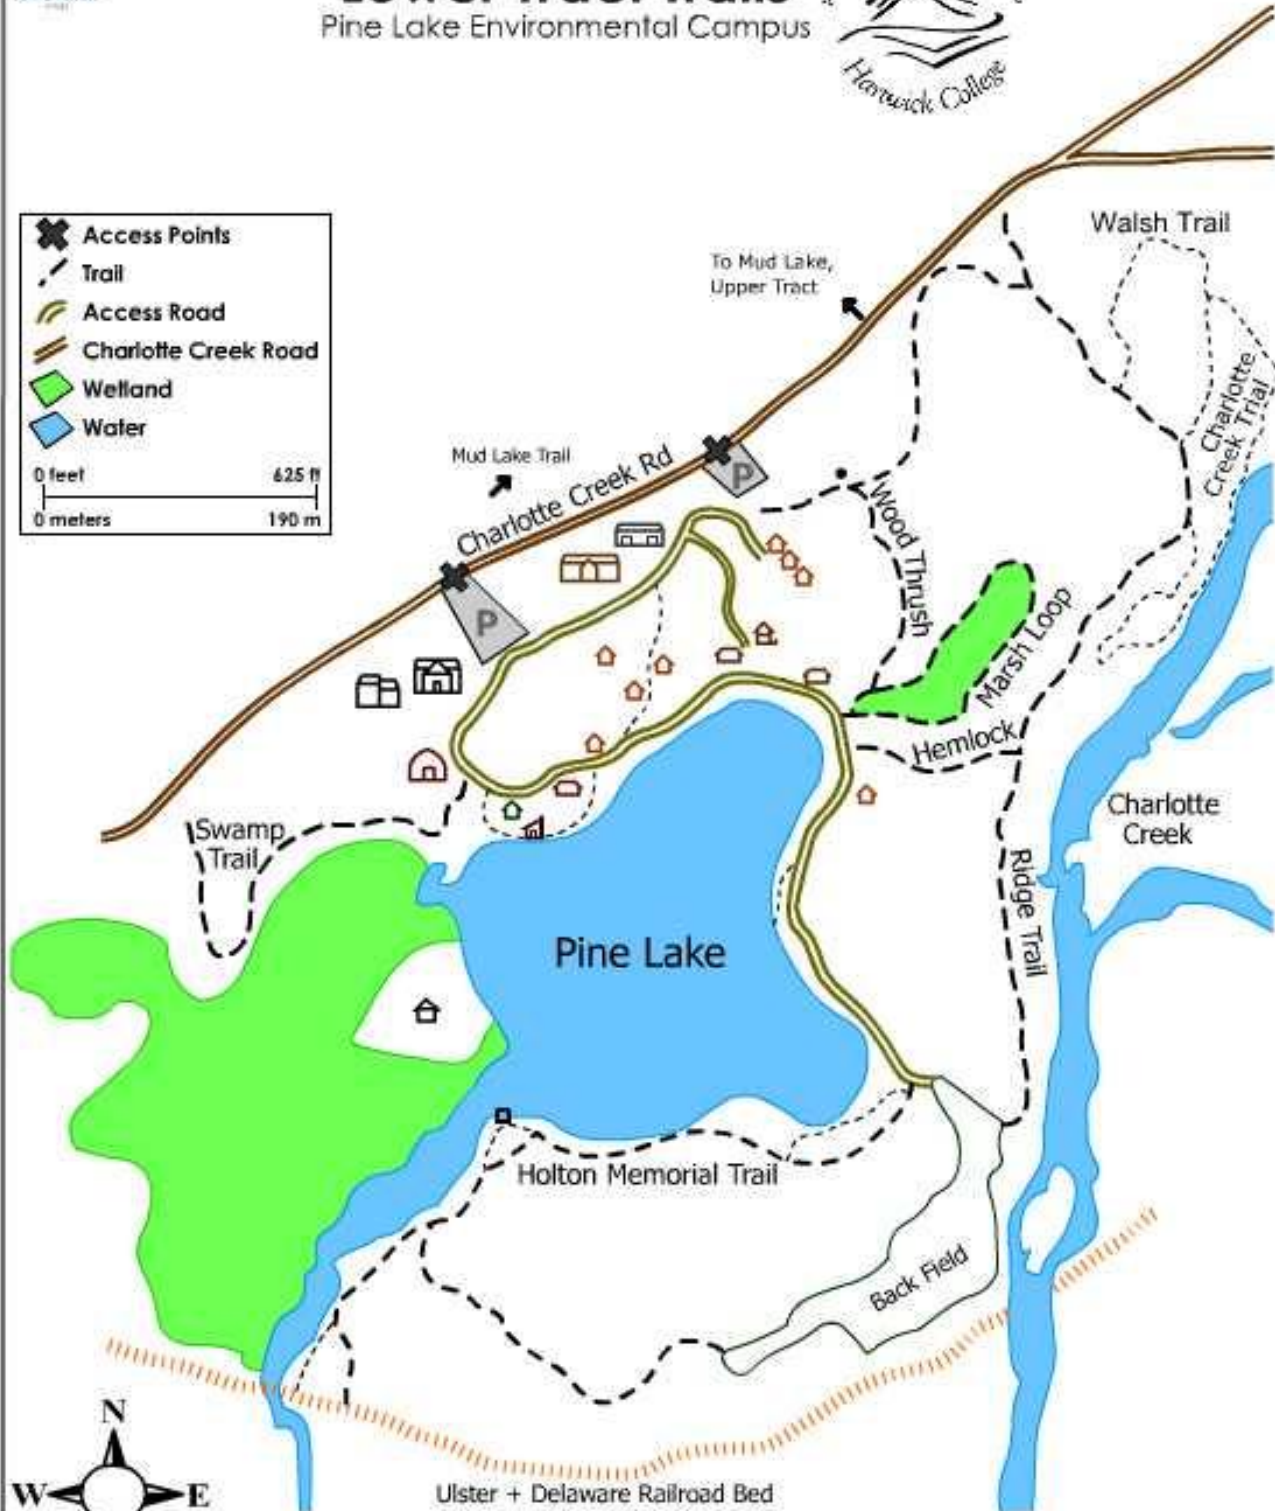 Lower Tract Trails
Pine Lake Environmental Campus
Hartwick College
Access Points
Trail
Access Road
Charlotte Creek Road
Wetland
Water
0 feet 625 ft
0 meters 190 m
Walsh Trail
To Mud Lake,
Upper Tract
Charlotte
Creek Trial
Mud Lake Trail
Charlotte Creek Rd
P
P
Wood Thrush
Marsh Loop
Hemlock
Charlotte
Creek
Swamp
Trail
Ridge Trail
Pine Lake
Holton Memorial Trail
Back Field
N
W E
Ulster + Delaware Railroad Bed